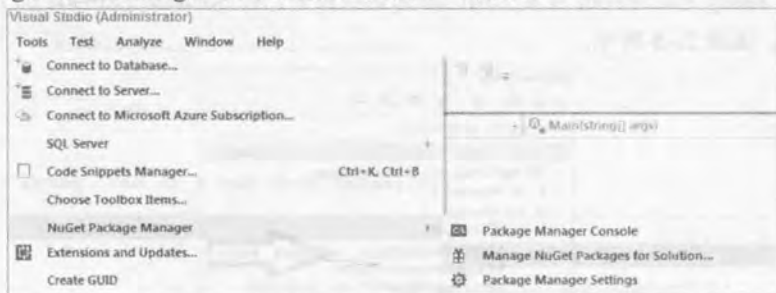 Visual Studio (Administrator)
Tools Test Analyze Window Help
Connect to Database...
Connect to Server...
Connect to Microsoft Azure Subscription...
SQL Server
Code Snippets Manager... Ctrl+K, Ctrl+B
Choose Toolbox Items...
NuGet Package Manager
Extensions and Updates...
Create GUID
Main(string[] args)
Package Manager Console
Manage NuGet Packages for Solution...
Package Manager Settings